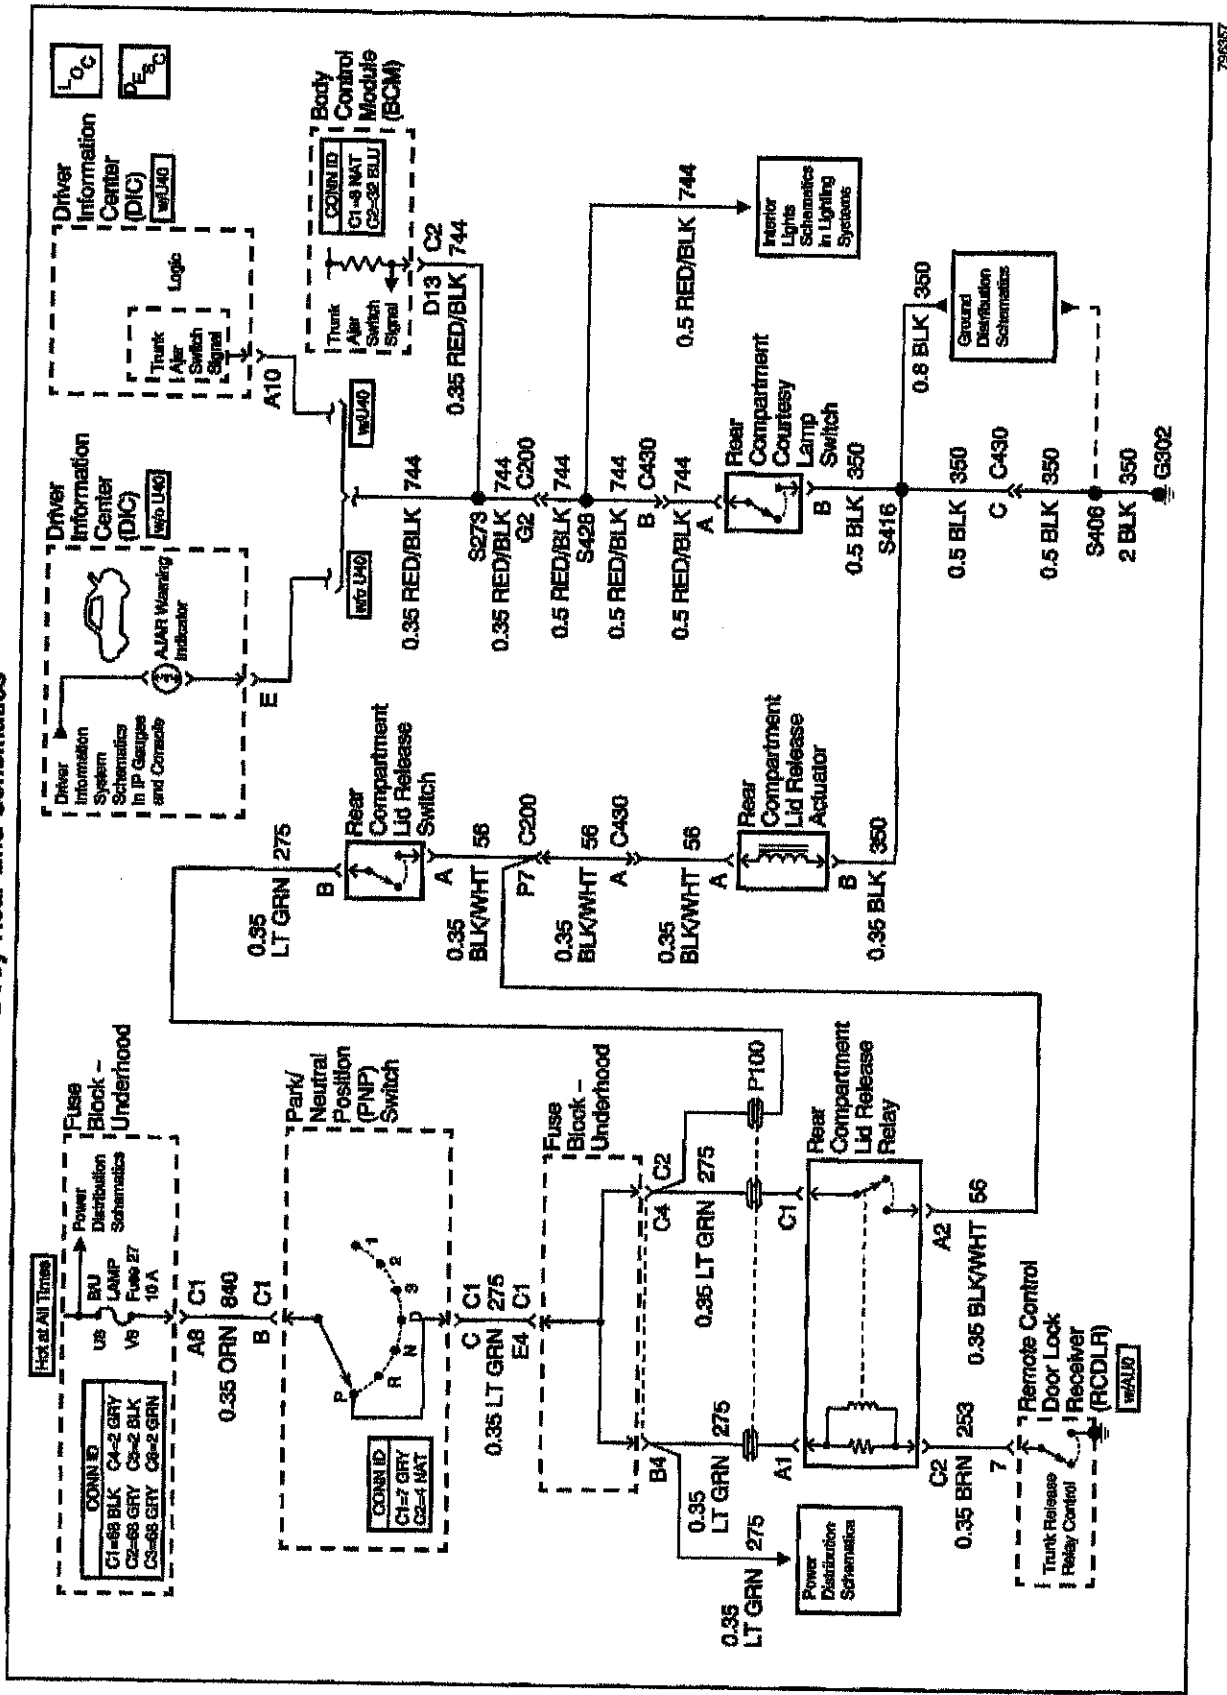 Hot at All Times
Fuse
Block –
Underhood
CONN ID
C1=68 BLK C4=2 GRY
C2=68 GRY C5=2 BLK
C3=68 GRY C6=2 GRN
Power
Distribution
Schematics
U8
B/U
LAMP
Fuse 27
10 A
V9
A8
C1
0.35 ORN 840
B
C1
Park/
Neutral
Position
(PNP)
Switch
CONN ID
C1=7 GRY
C2=4 NAT
P
R
N
D
3
2
1
C
C1
0.35 LT GRN 275
E4
C1
Fuse
Block –
Underhood
B4
C4
C2
0.35
LT GRN 275
0.35 LT GRN 275
P100
0.35
LT GRN 275
Power
Distribution
Schematics
A1
C1
Rear
Compartment
Lid Release
Relay
C2
A2
0.35 BRN 253
0.35 BLK/WHT 56
7
Trunk Release
Relay Control
Remote Control
Door Lock
Receiver
(RCDLR)
w/AU0
Driver
Information
System
Schematics
in IP Gauges
and Console
AJAR Warning
Indicator
Driver
Information
Center
(DIC)
w/o U40
E
Driver
Information
Center
(DIC)
w/U40
Trunk
Ajar
Switch
Signal
Logic
A10
LOC
DESC
w/o U40
w/U40
0.35
LT GRN 275
B
Rear
Compartment
Lid Release
Switch
A
0.35
BLK/WHT 56
P7
C200
0.35
BLK/WHT 56
A
C430
0.35
BLK/WHT 56
A
Rear
Compartment
Lid Release
Actuator
B
0.35 BLK 350
Body
Control
Module
(BCM)
CONN ID
C1=8 NAT
C2=32 BLU
Trunk
Ajar
Switch
Signal
D13
C2
0.35 RED/BLK 744
0.35 RED/BLK 744
S273
0.35 RED/BLK 744
G2
C200
0.5 RED/BLK 744
S428
0.5 RED/BLK 744
B
C430
0.5 RED/BLK 744
A
Rear
Compartment
Courtesy
Lamp
Switch
B
0.5 RED/BLK 744
Interior
Lights
Schematics
in Lighting
Systems
0.5 BLK 350
S416
0.8 BLK 350
Ground
Distribution
Schematics
0.5 BLK 350
C
C430
0.5 BLK 350
S406
2 BLK 350
G302
796357